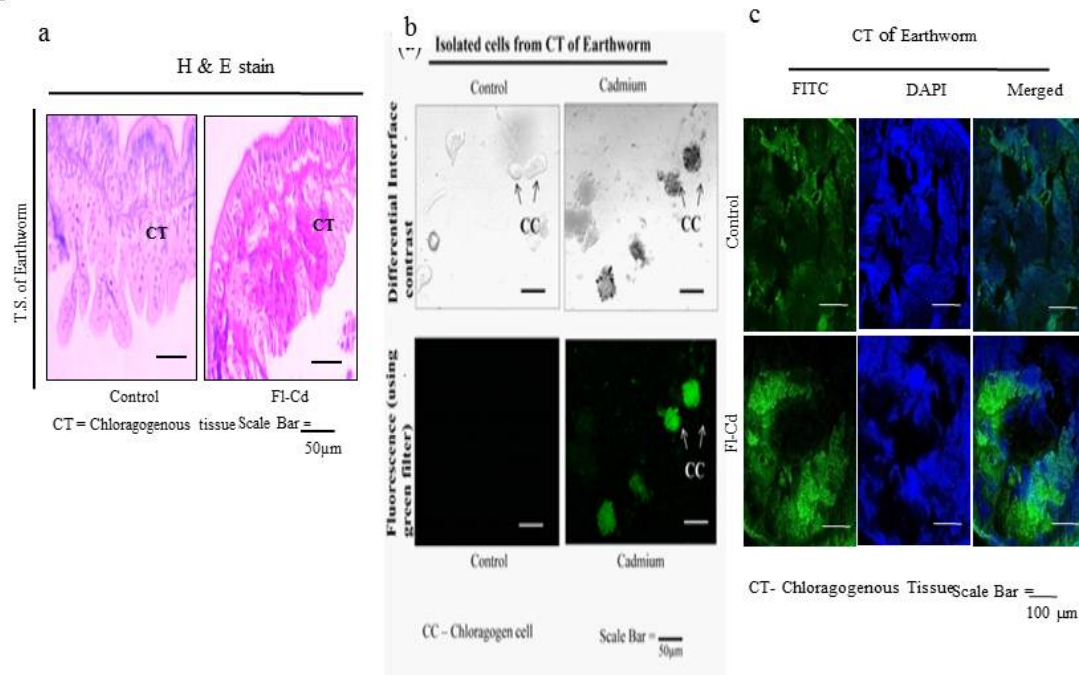 a
H & E stain
T.S. of Earthworm
CT
CT
Control
Fl-Cd
CT = Chloragogenous tissue Scale Bar =
50µm
b
Isolated cells from CT of Earthworm
Control
Cadmium
Differential Interface
contrast
CC
CC
Fluorescence (using
green filter)
CC
Control
Cadmium
CC – Chloragogen cell
Scale Bar =
50µm
c
CT of Earthworm
FITC
DAPI
Merged
Control
Fl-Cd
CT- Chloragogenous Tissue Scale Bar =
100 µm